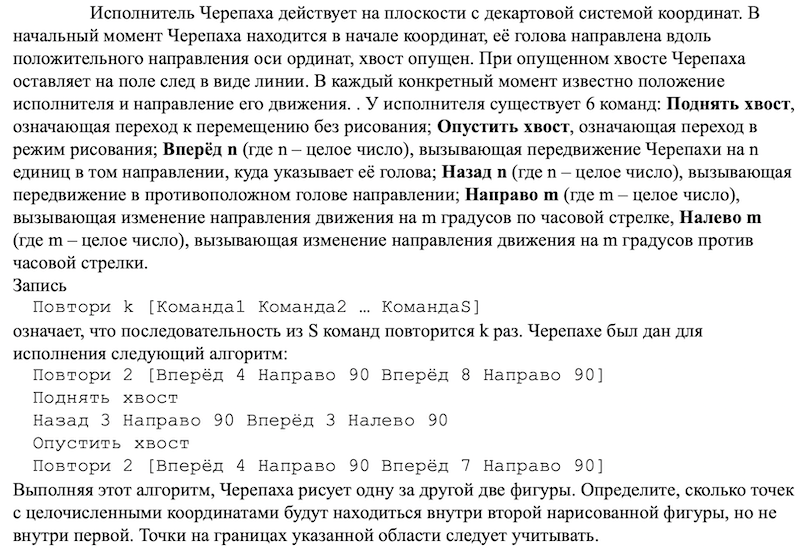 Исполнитель Черепаха действует на плоскости с декартовой системой координат. В
начальный момент Черепаха находится в начале координат, её голова направлена вдоль
положительного направления оси ординат, хвост опущен. При опущенном хвосте Черепаха
оставляет на поле след в виде линии. В каждый конкретный момент известно положение
исполнителя и направление его движения. . У исполнителя существует 6 команд: Поднять хвост,
означающая переход к перемещению без рисования; Опустить хвост, означающая переход в
режим рисования; Вперёд n (где n – целое число), вызывающая передвижение Черепахи на n
единиц в том направлении, куда указывает её голова; Назад n (где n – целое число), вызывающая
передвижение в противоположном голове направлении; Направо m (где m – целое число),
вызывающая изменение направления движения на m градусов по часовой стрелке, Налево m
(где m – целое число), вызывающая изменение направления движения на m градусов против
часовой стрелки.
Запись
Повтори k [Команда1 Команда2 … КомандаS]
означает, что последовательность из S команд повторится k раз. Черепахе был дан для
исполнения следующий алгоритм:
Повтори 2 [Вперёд 4 Направо 90 Вперёд 8 Направо 90]
Поднять хвост
Назад 3 Направо 90 Вперёд 3 Налево 90
Опустить хвост
Повтори 2 [Вперёд 4 Направо 90 Вперёд 7 Направо 90]
Выполняя этот алгоритм, Черепаха рисует одну за другой две фигуры. Определите, сколько точек
с целочисленными координатами будут находиться внутри второй нарисованной фигуры, но не
внутри первой. Точки на границах указанной области следует учитывать.